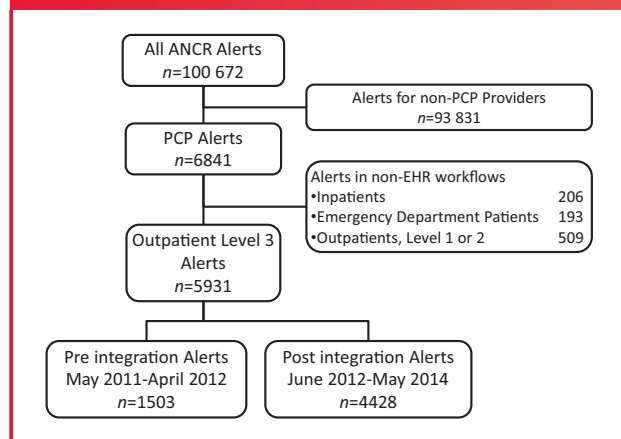 All ANCR Alerts
n=100 672
Alerts for non-PCP Providers
n=93 831
PCP Alerts
n=6841
Alerts in non-EHR workflows
•Inpatients 206
•Emergency Department Patients 193
•Outpatients, Level 1 or 2 509
Outpatient Level 3
Alerts
n=5931
Pre integration Alerts
May 2011-April 2012
n=1503
Post integration Alerts
June 2012-May 2014
n=4428